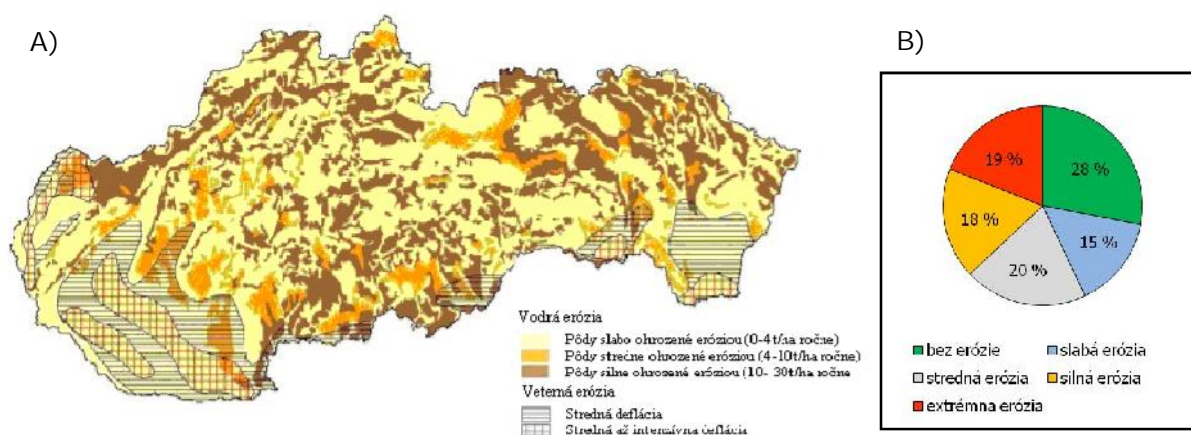 A)
B)
19 %
28 %
18 %
15 %
20 %
Vodrá erózia
Pôdy slabo ohrozené eróziou (0-4 t/ha ročne)
Pôdy stredne ohrozené eróziou (4-10t/ha ročne)
Pôdy silne ohrozené eróziou (10- 30t/ha ročne
Veterná erózia
Stredná deflácia
Stredná až intenzívna deflácia
bez erózie
slabá erózia
stredná erózia
silná erózia
extrémna erózia